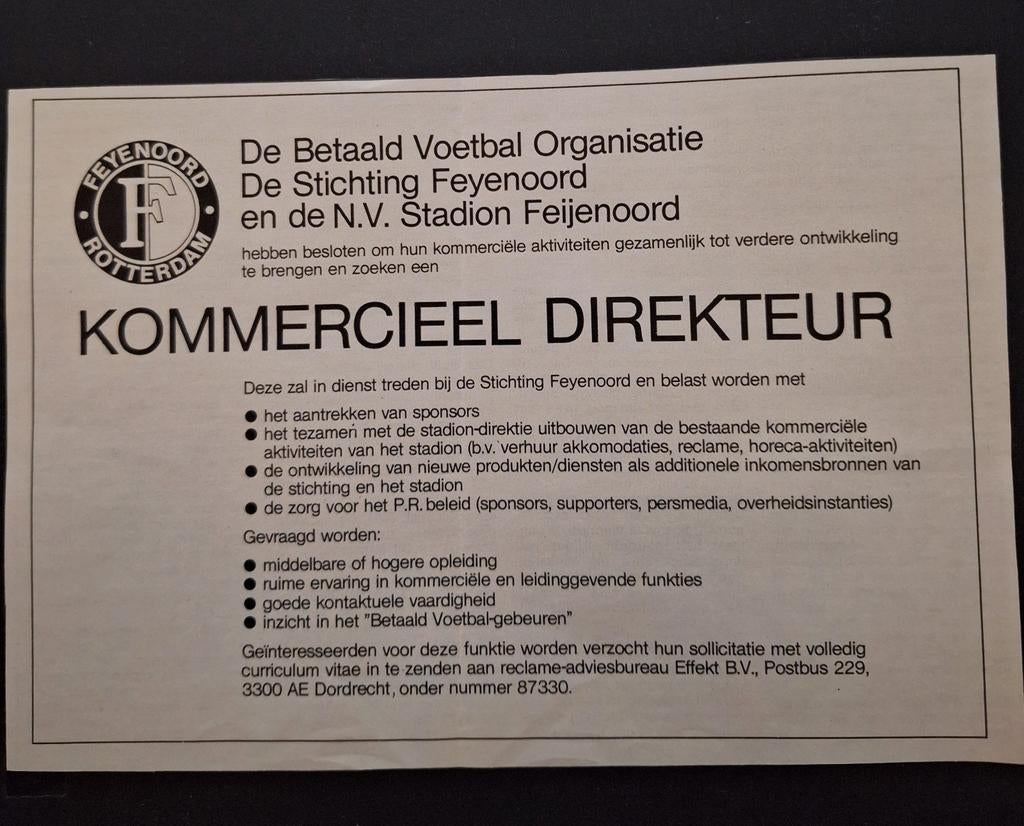 FEYENOORD
ROTTERDAM
De Betaald Voetbal Organisatie
De Stichting Feyenoord
en de N.V. Stadion Feijenoord
hebben besloten om hun kommerciële aktiviteiten gezamenlijk tot verdere ontwikkeling
te brengen en zoeken een
KOMMERCIEEL DIREKTEUR
Deze zal in dienst treden bij de Stichting Feyenoord en belast worden met
● het aantrekken van sponsors
● het tezamen met de stadion-direktie uitbouwen van de bestaande kommerciële
aktiviteiten van het stadion (b.v. verhuur akkomodaties, reclame, horeca-aktiviteiten)
● de ontwikkeling van nieuwe produkten/diensten als additionele inkomensbronnen van
de stichting en het stadion
● de zorg voor het P.R. beleid (sponsors, supporters, persmedia, overheidsinstanties)
Gevraagd worden:
● middelbare of hogere opleiding
● ruime ervaring in kommerciële en leidinggevende funkties
● goede kontaktuele vaardigheid
● inzicht in het "Betaald Voetbal-gebeuren"
Geïnteresseerden voor deze funktie worden verzocht hun sollicitatie met volledig
curriculum vitae in te zenden aan reclame-adviesbureau Effekt B.V., Postbus 229,
3300 AE Dordrecht, onder nummer 87330.